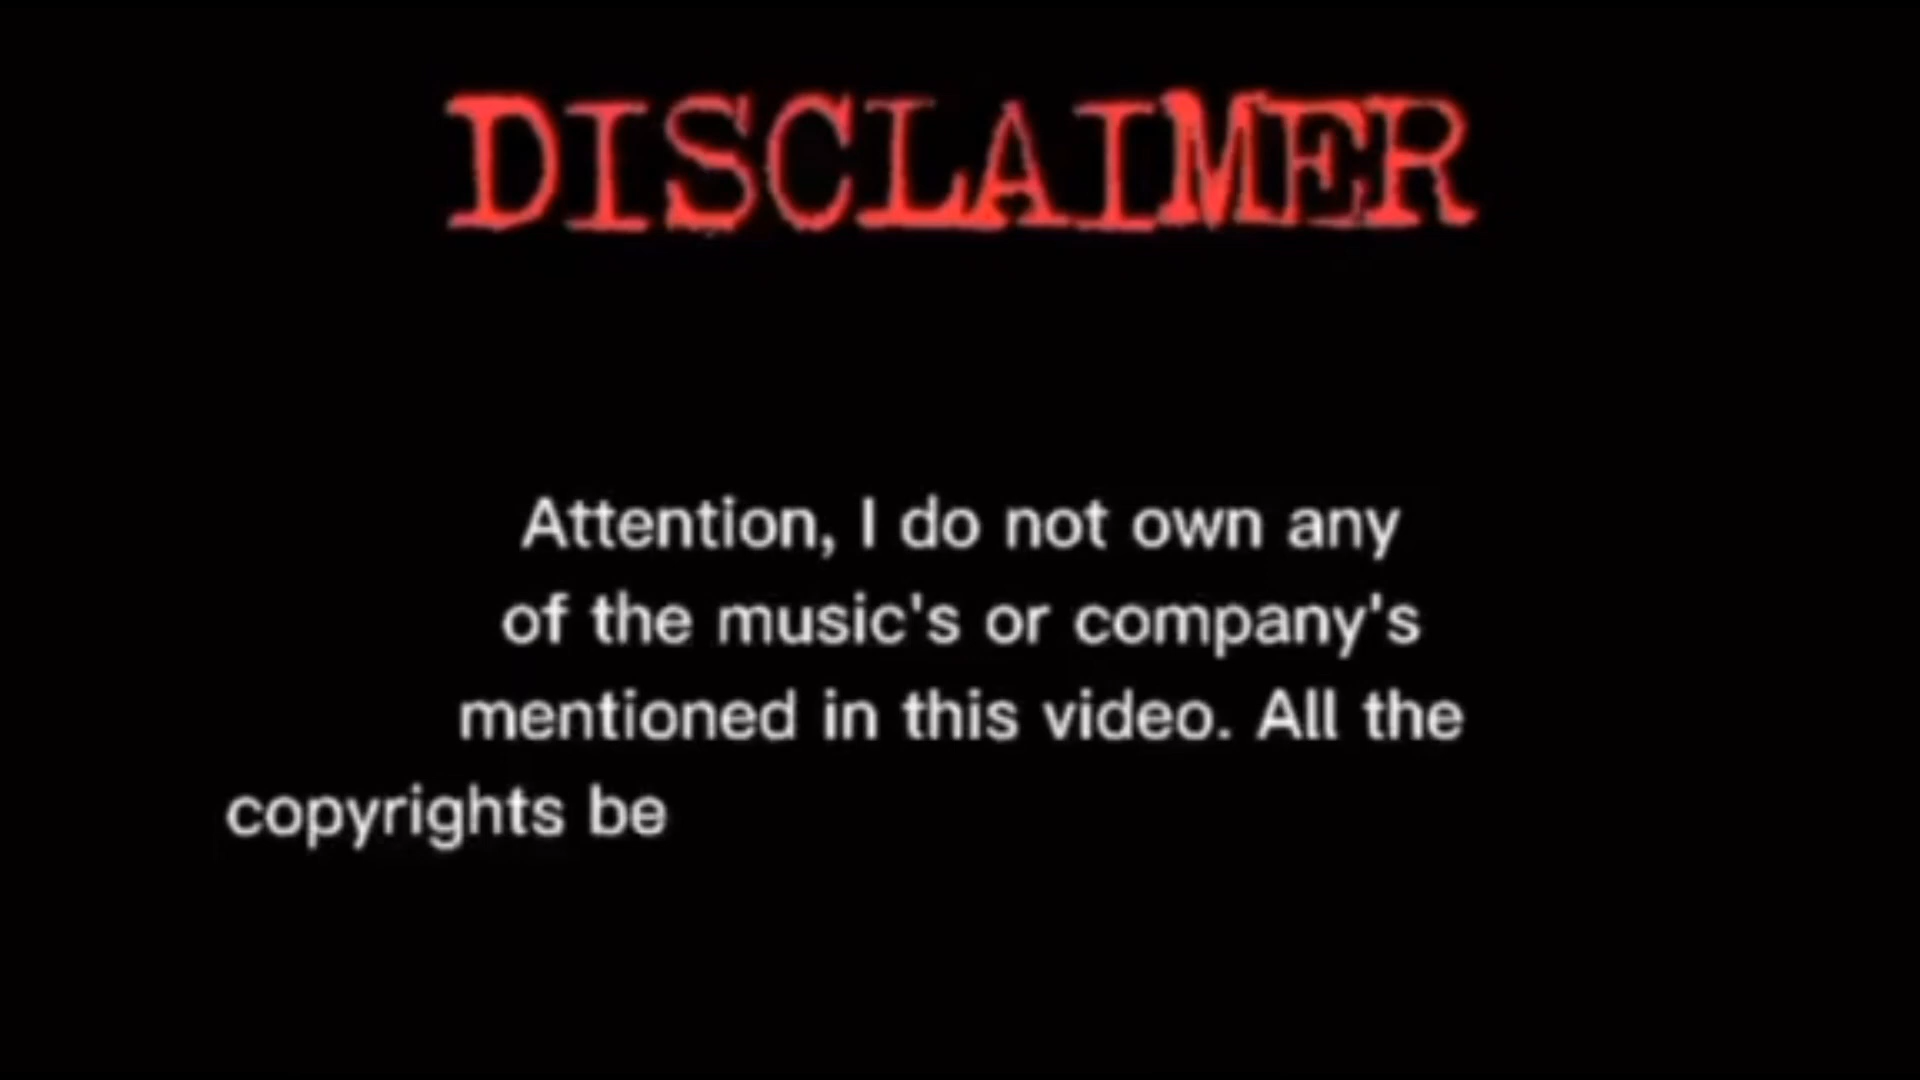 DISCLAIMER
Attention, I do not own any
of the music's or company's
mentioned in this video. All the
copyrights be